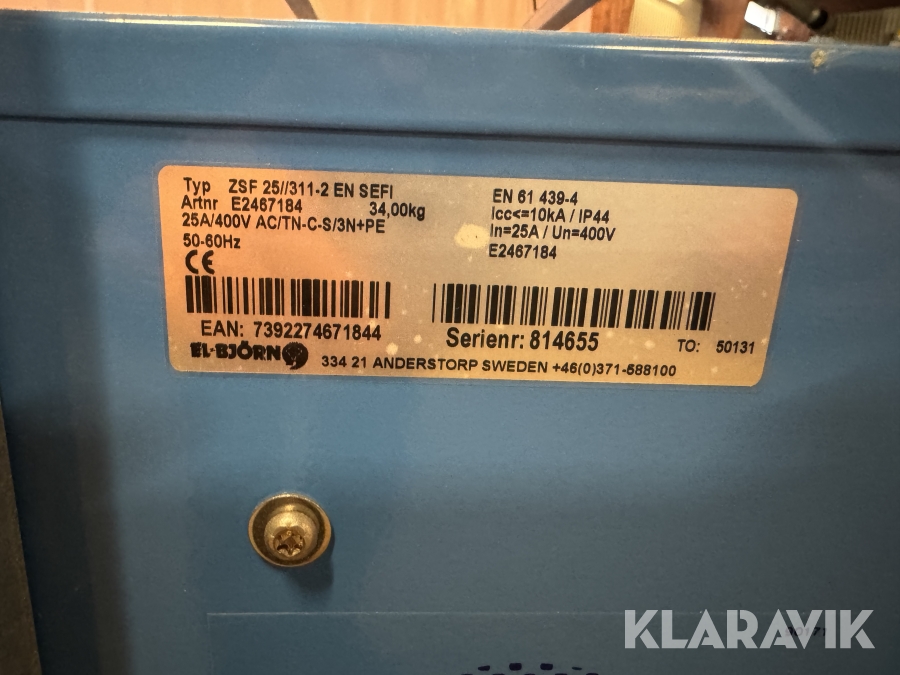 Typ ZSF 25//311-2 EN SEFI
Artnr E2467184 34,00kg
25A/400V AC/TN-C-S/3N+PE
50-60Hz
CE
EN 61 439-4
Icc<=10kA / IP44
In=25A / Un=400V
E2467184
EAN: 7392274671844
Serienr: 814655
TO: 50131
EL-BJÖRN
334 21 ANDERSTORP SWEDEN +46(0)371-588100
KLARAVIK